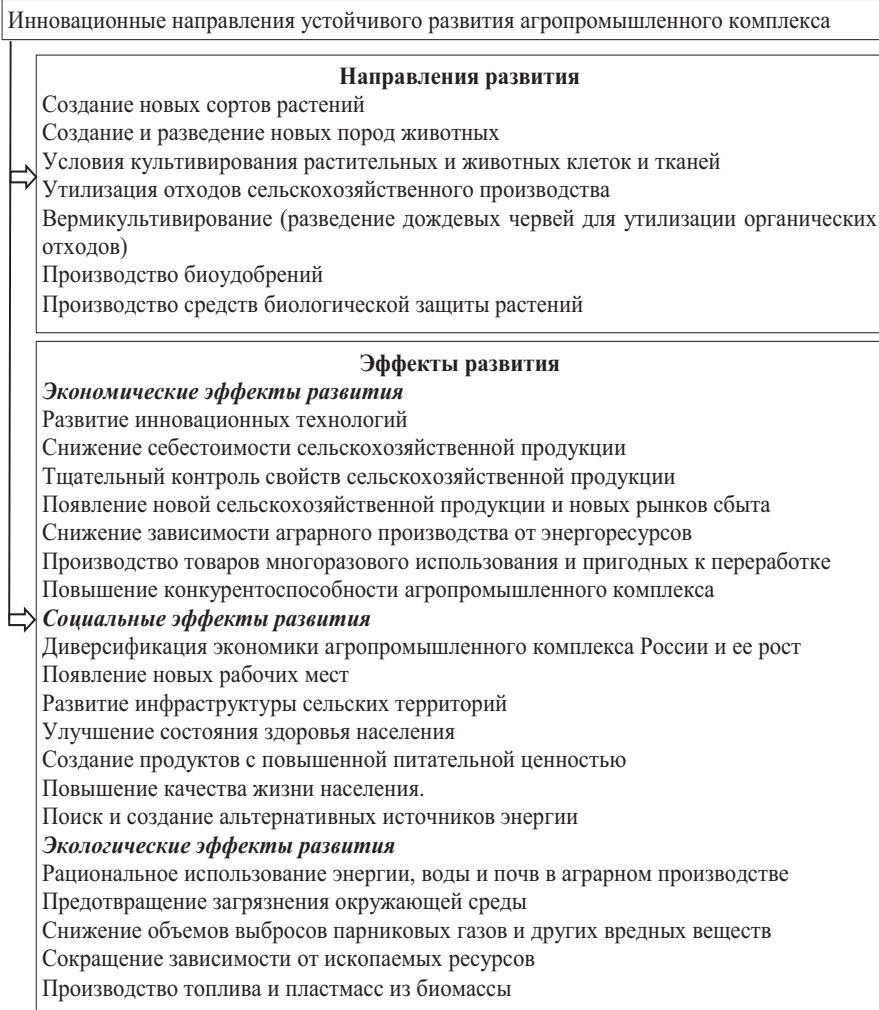 Инновационные направления устойчивого развития агропромышленного комплекса
Направления развития
Создание новых сортов растений
Создание и разведение новых пород животных
Условия культивирования растительных и животных клеток и тканей
Утилизация отходов сельскохозяйственного производства
Вермикультивирование (разведение дождевых червей для утилизации органических
отходов)
Производство биоудобрений
Производство средств биологической защиты растений
Эффекты развития
Экономические эффекты развития
Развитие инновационных технологий
Снижение себестоимости сельскохозяйственной продукции
Тщательный контроль свойств сельскохозяйственной продукции
Появление новой сельскохозяйственной продукции и новых рынков сбыта
Снижение зависимости аграрного производства от энергоресурсов
Производство товаров многоразового использования и пригодных к переработке
Повышение конкурентоспособности агропромышленного комплекса
Социальные эффекты развития
Диверсификация экономики агропромышленного комплекса России и ее рост
Появление новых рабочих мест
Развитие инфраструктуры сельских территорий
Улучшение состояния здоровья населения
Создание продуктов с повышенной питательной ценностью
Повышение качества жизни населения.
Поиск и создание альтернативных источников энергии
Экологические эффекты развития
Рациональное использование энергии, воды и почв в аграрном производстве
Предотвращение загрязнения окружающей среды
Снижение объемов выбросов парниковых газов и других вредных веществ
Сокращение зависимости от ископаемых ресурсов
Производство топлива и пластмасс из биомассы